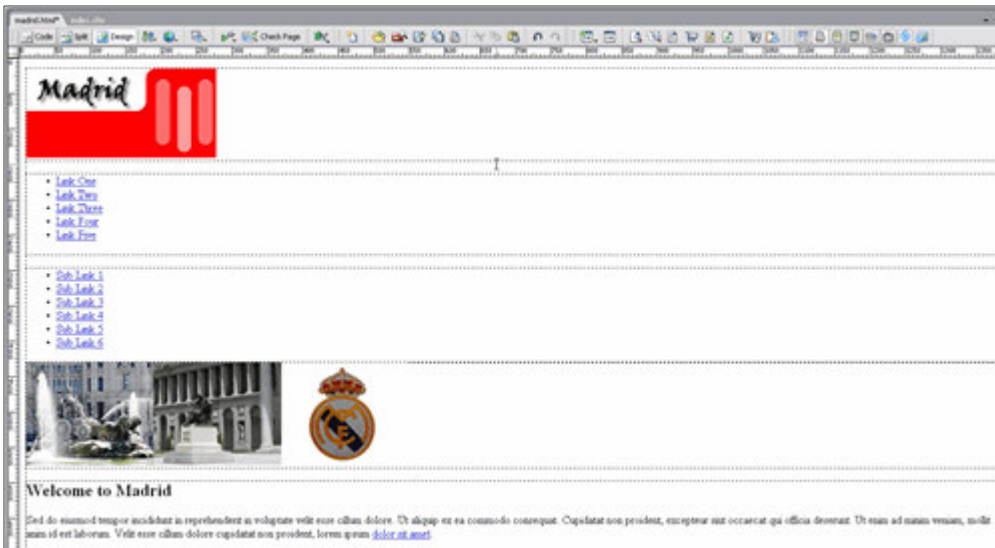 madrid.html* index.cfm
Code Split Design Check Page
Madrid
Link One
Link Two
Link Three
Link Four
Link Five
Sub Link 1
Sub Link 2
Sub Link 3
Sub Link 4
Sub Link 5
Sub Link 6
Welcome to Madrid
Sed do eiusmod tempor incididunt in reprehenderit in voluptate velit esse cillum dolore. Ut aliquip ex ea commodo consequat. Cupidatat non proident, excepteur sint occaecat qui officia deserunt. Ut enim ad minim veniam, mollit
anim id est laborum. Velit esse cillum dolore cupidatat non proident, lorem ipsum dolor sit amet.